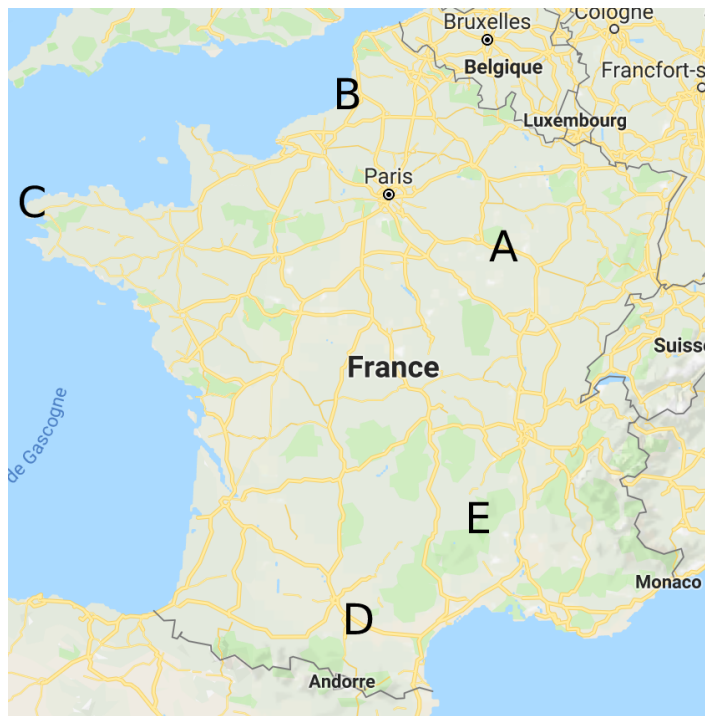 Bruxelles
Cologne
Belgique
Francfort-s
B
Luxembourg
Paris
C
A
Suisse
France
de Gascogne
E
Monaco
D
Andorre